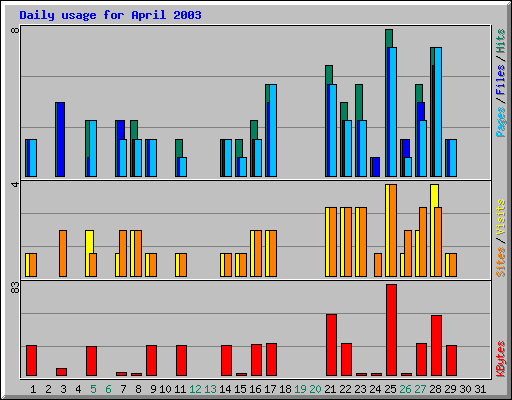 Daily usage for April 2003
8
Pages / Files / Hits
4
Sites / Visits
83
KBytes
1 2 3 4 5 6 7 8 9 10 11 12 13 14 15 16 17 18 19 20 21 22 23 24 25 26 27 28 29 30 31